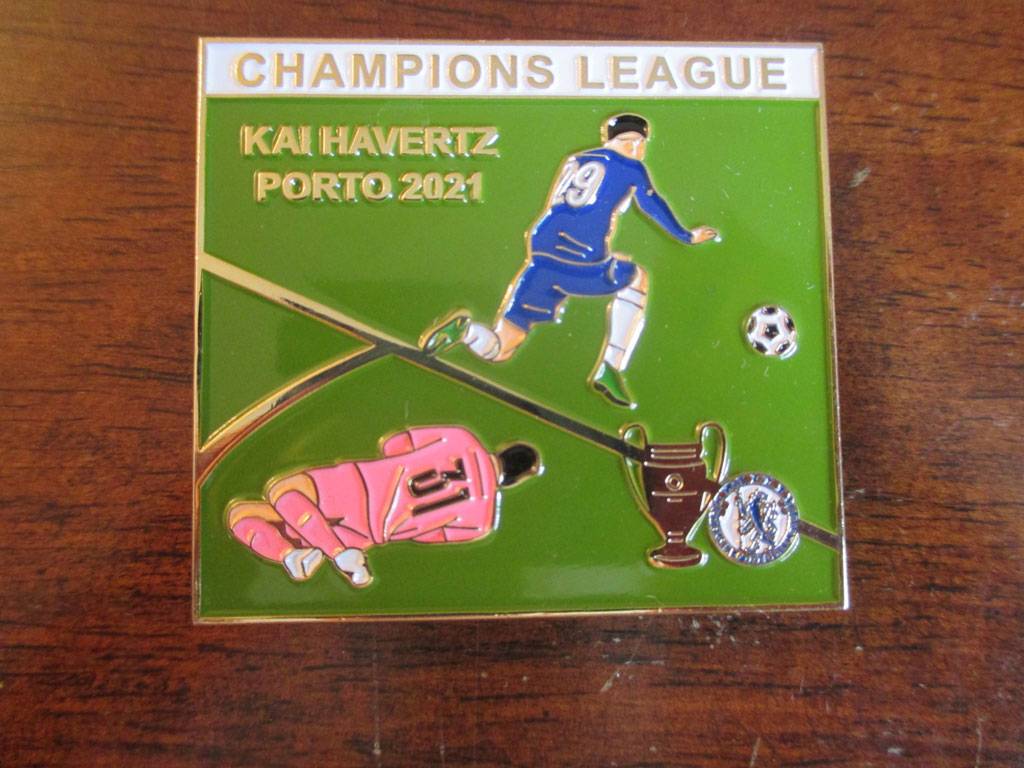 CHAMPIONS LEAGUE
KAI HAVERTZ
PORTO 2021
29
31